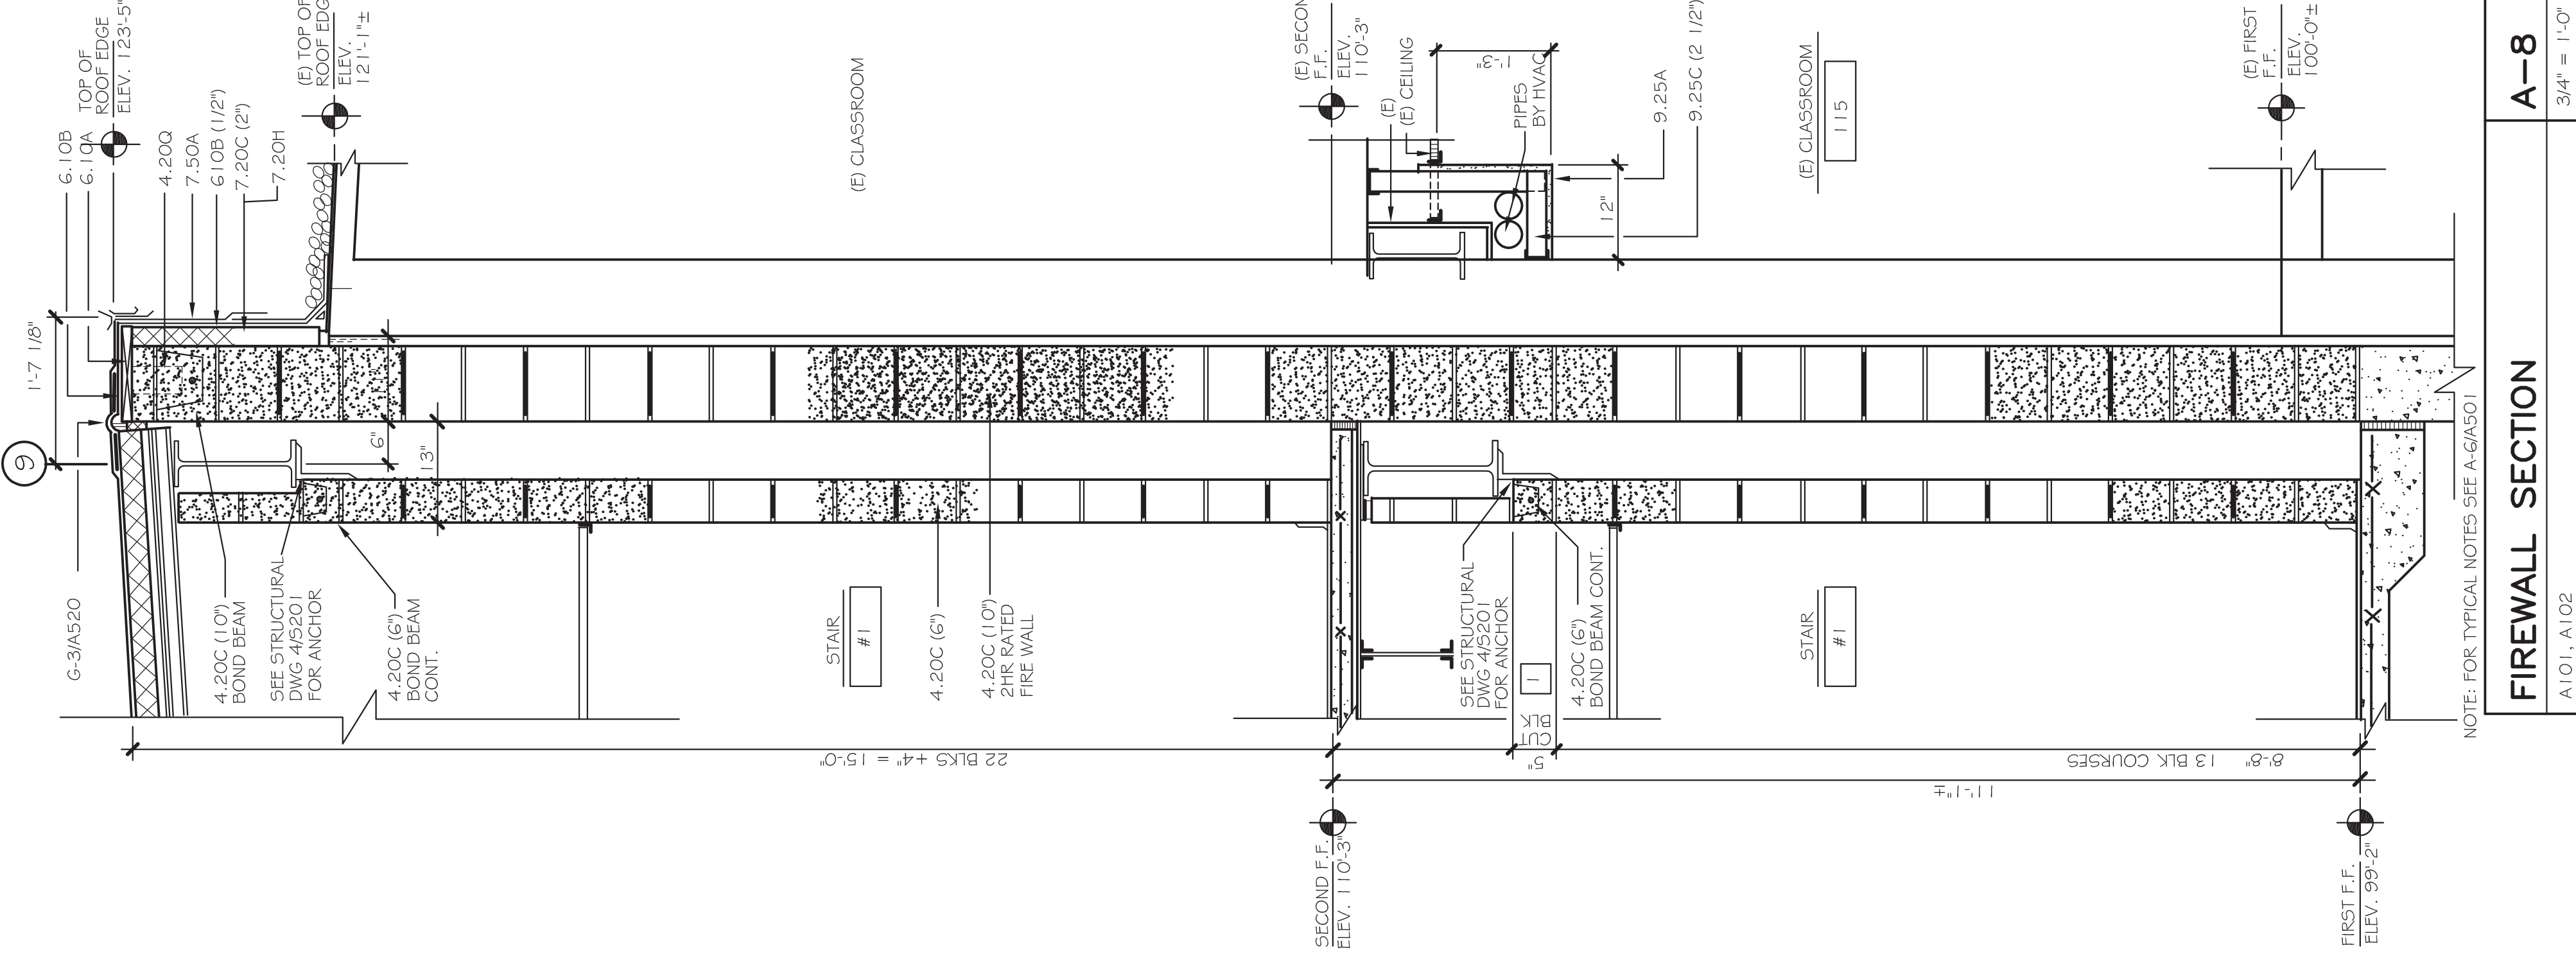 9
1'-7 1/8"
6.10B
6.10A
TOP OF
ROOF EDGE
ELEV. 123'-5"
4.20Q
7.50A
610B (1/2")
7.20C (2")
7.20H
(E) TOP OF
ROOF EDGE
ELEV.
121'-1"±
G-3/A520
4.20C (10")
BOND BEAM
SEE STRUCTURAL
DWG 4/S201
FOR ANCHOR
4.20C (6")
BOND BEAM
CONT.
6"
13"
(E) CLASSROOM
STAIR
#1
4.20C (6")
4.20C (10")
2HR RATED
FIRE WALL
22 BLKS +4" = 15'-0"
(E) SECON
F.F.
ELEV.
110'-3"
(E)
(E) CEILING
1'-3"
PIPES
BY HVAC
12"
9.25A
9.25C (2 1/2")
SEE STRUCTURAL
DWG 4/S201
FOR ANCHOR
1
4.20C (6")
BOND BEAM CONT.
CUT
BLK
5"
(E) CLASSROOM
115
STAIR
#1
8'-8" 13 BLK COURSES
11'-1"±
SECOND F.F.
ELEV. 110'-3"
(E) FIRST
F.F.
ELEV.
100'-0"±
FIRST F.F.
ELEV. 99'-2"
NOTE: FOR TYPICAL NOTES SEE A-6/A501
FIREWALL SECTION
A-8
A101, A102
3/4" = 1'-0"